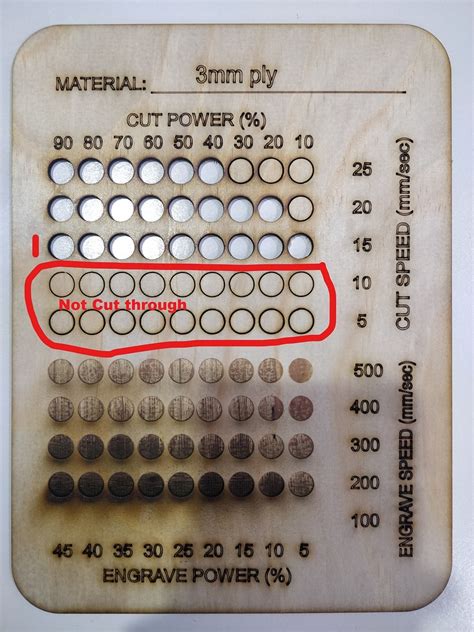 MATERIAL: 3mm ply
CUT POWER (%)
90 80 70 60 50 40 30 20 10
25
20
15
10
5
CUT SPEED (mm/sec)
Not Cut through
500
400
300
200
100
ENGRAVE SPEED (mm/sec)
45 40 35 30 25 20 15 10 5
ENGRAVE POWER (%)